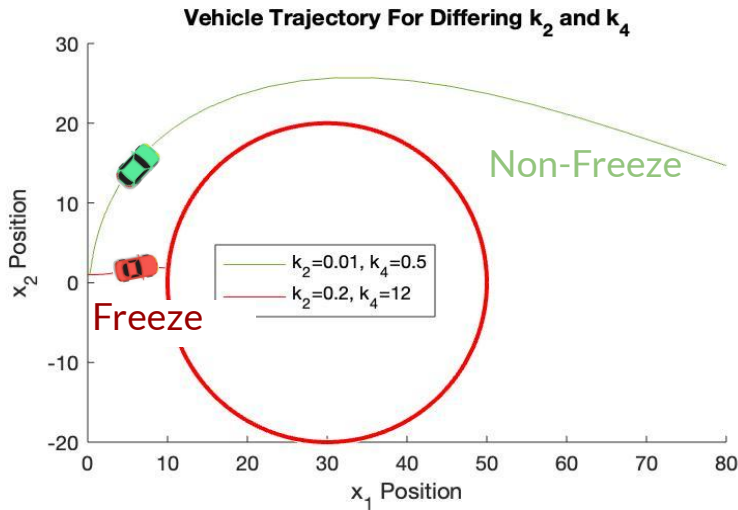 Vehicle Trajectory For Differing k₂ and k₄
30
20
10
0
-10
-20
x₂ Position
Non-Freeze
k₂=0.01, k₄=0.5
k₂=0.2, k₄=12
Freeze
0 10 20 30 40 50 60 70 80
x₁ Position